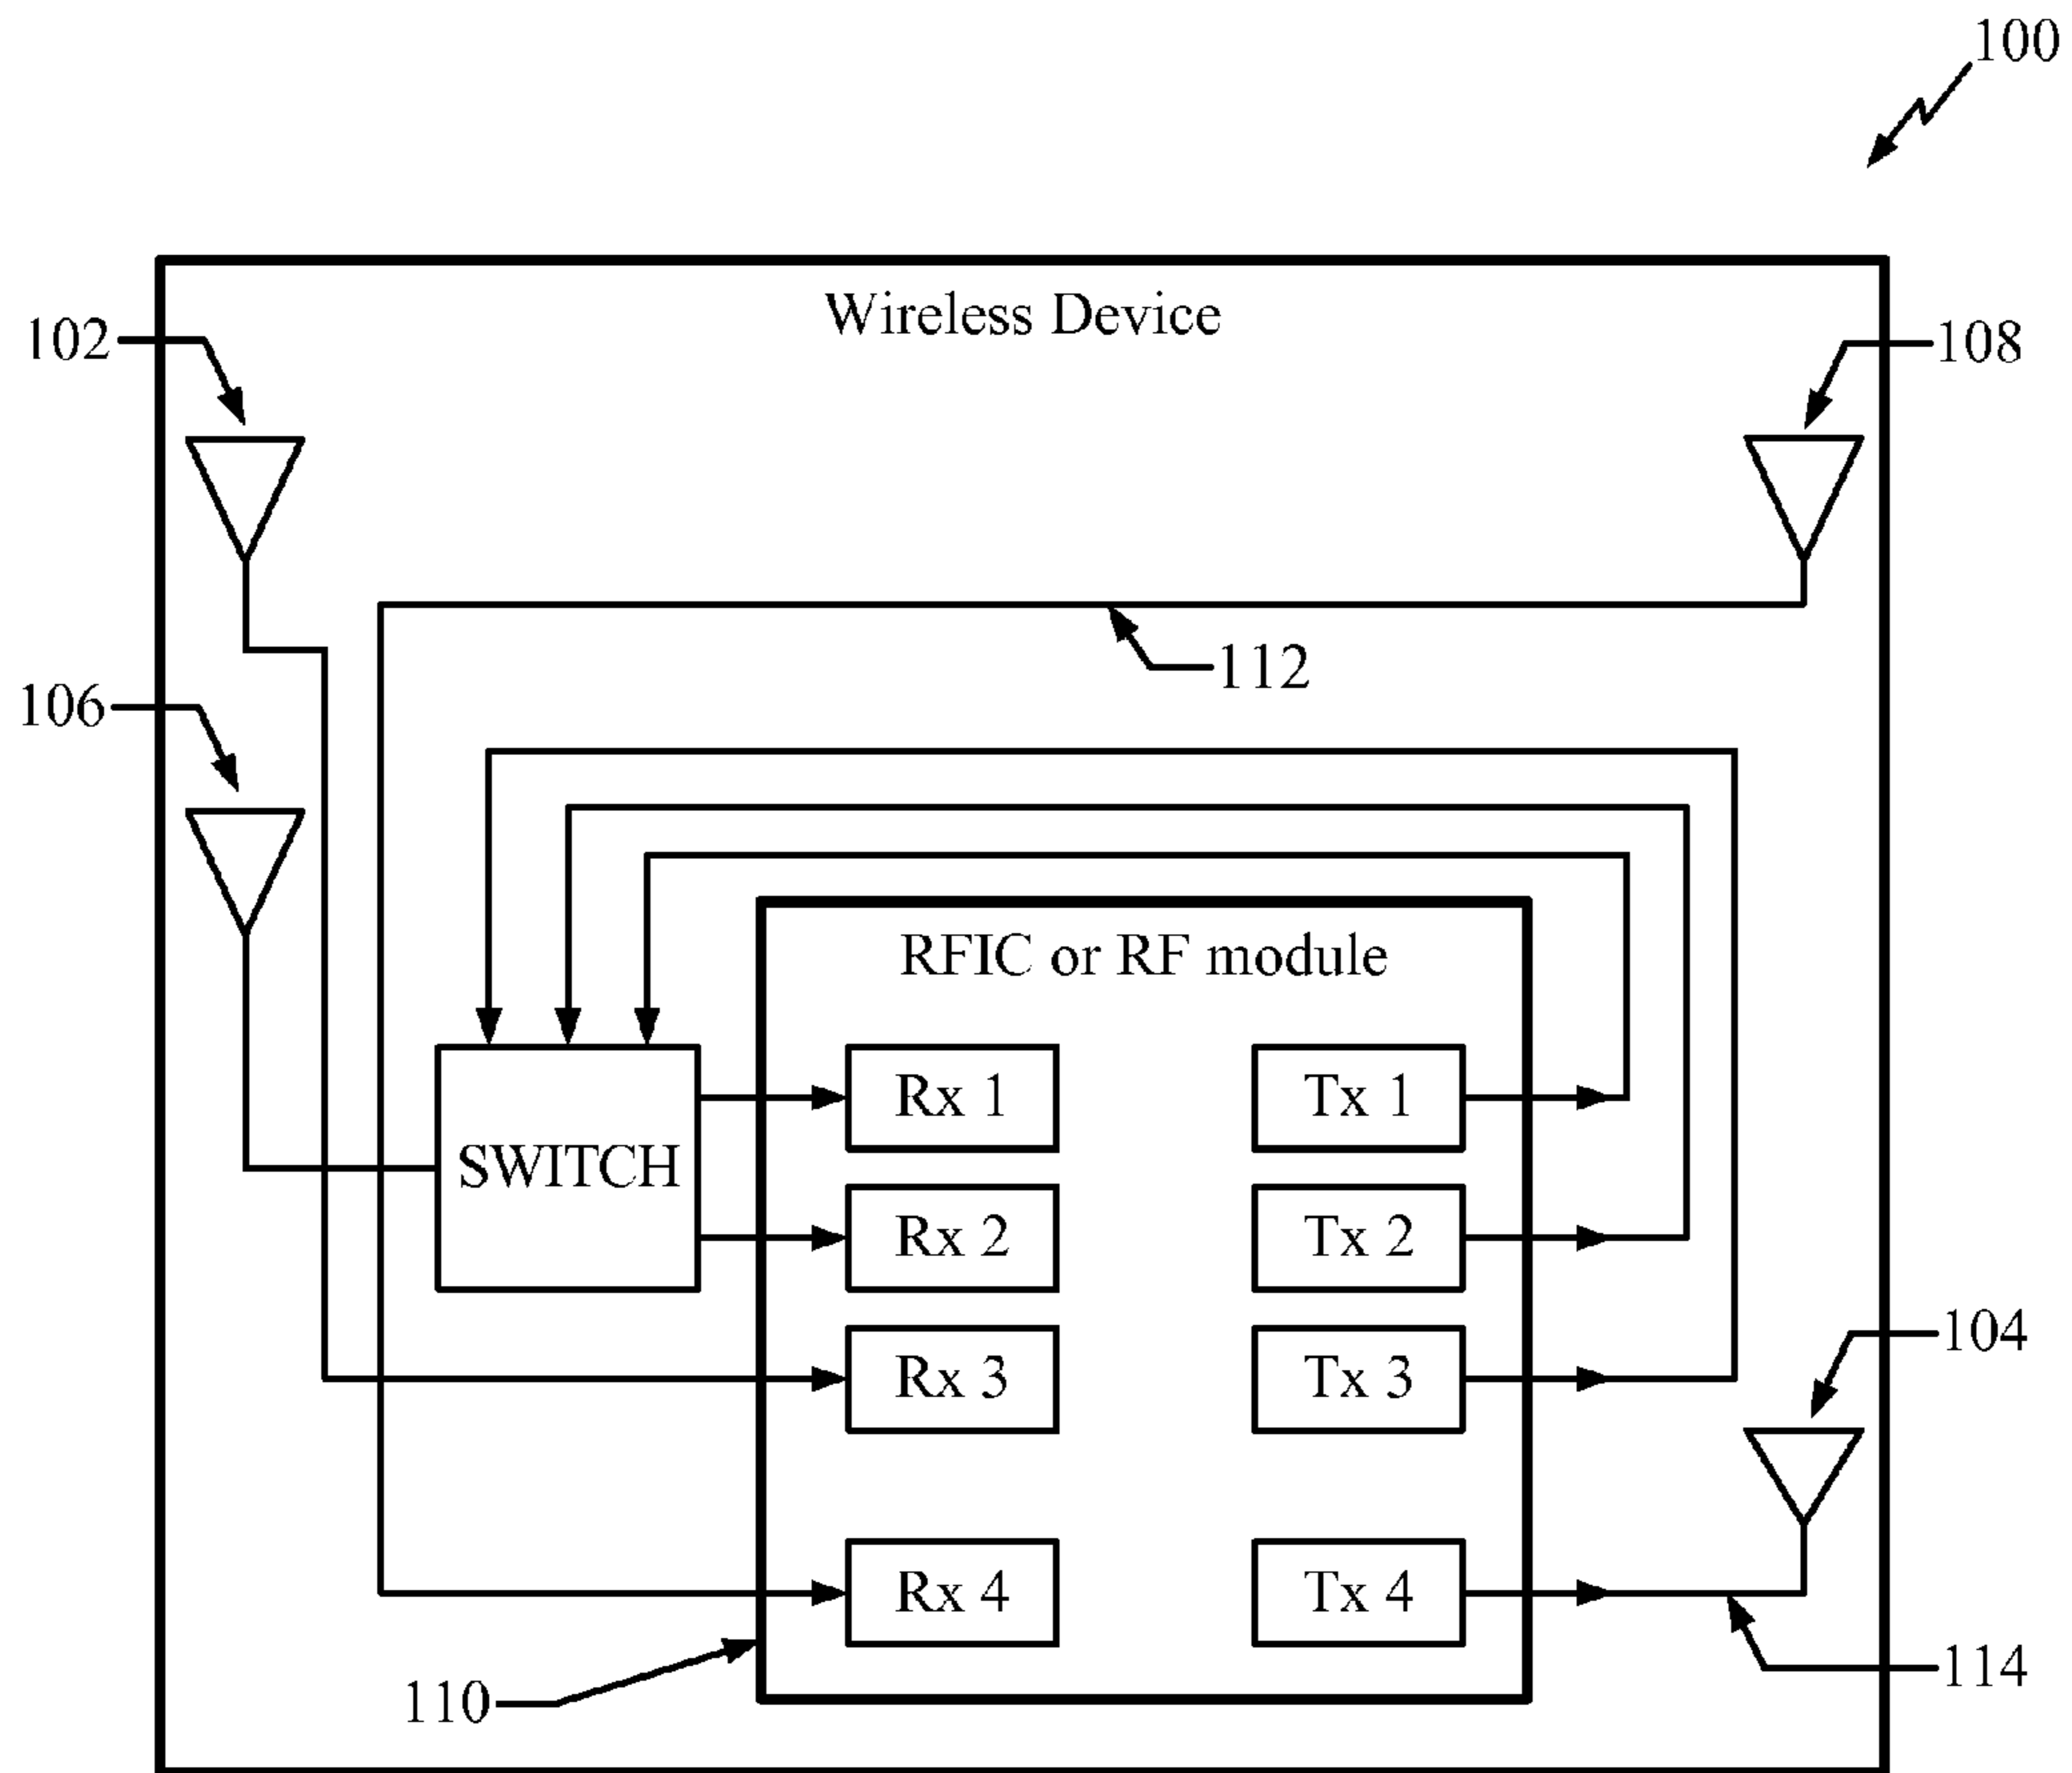 100
Wireless Device
102
108
112
106
RFIC or RF module
Rx 1
Tx 1
SWITCH
Rx 2
Tx 2
104
Rx 3
Tx 3
Rx 4
Tx 4
114
110